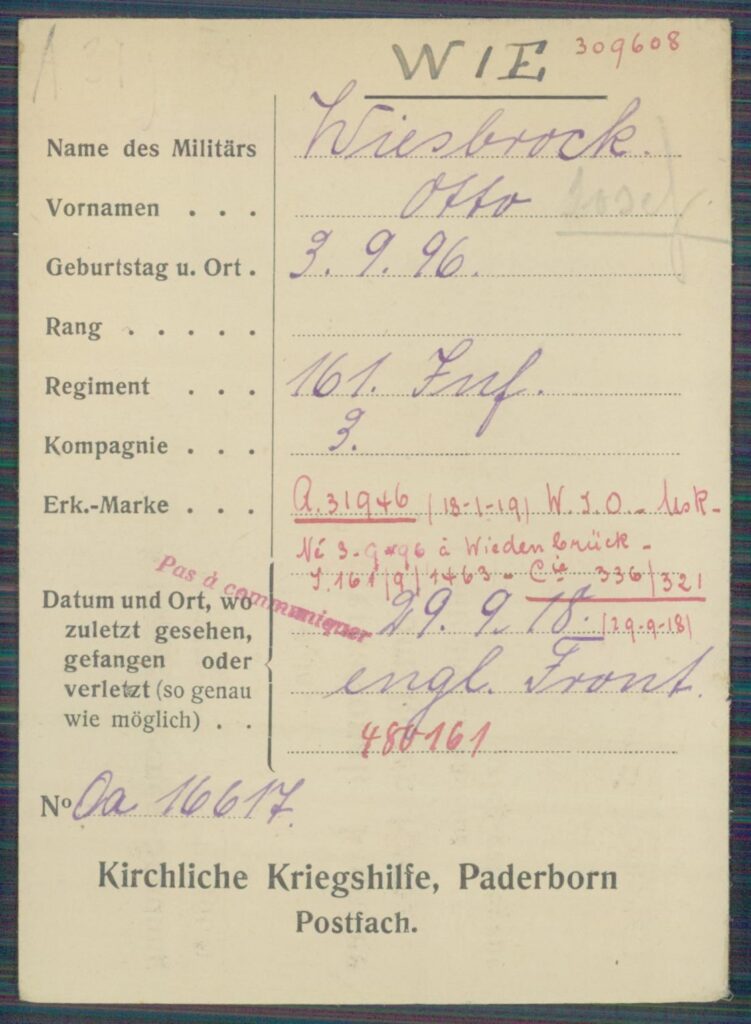 WIE 309608
Name des Militärs Wiesbrock.
Vornamen . . . Otto Josef
Geburtstag u. Ort . 3. 9. 96.
Rang . . . . .
Regiment . . . 161. Inf.
Kompagnie . . . 3.
Erk.-Marke . . . A.31946 (18-1-19)
Né 3-9-96 à Wiedenbrück -
J.161/9/1463 - Cie 336/321
Pas à communiquer
Datum und Ort, wo 29. 9. 18. (29-9-18)
zuletzt gesehen,
gefangen oder
verletzt (so genau engl. Front.
wie möglich) . .
480161
No Oa 16617.
Kirchliche Kriegshilfe, Paderborn
Postfach.